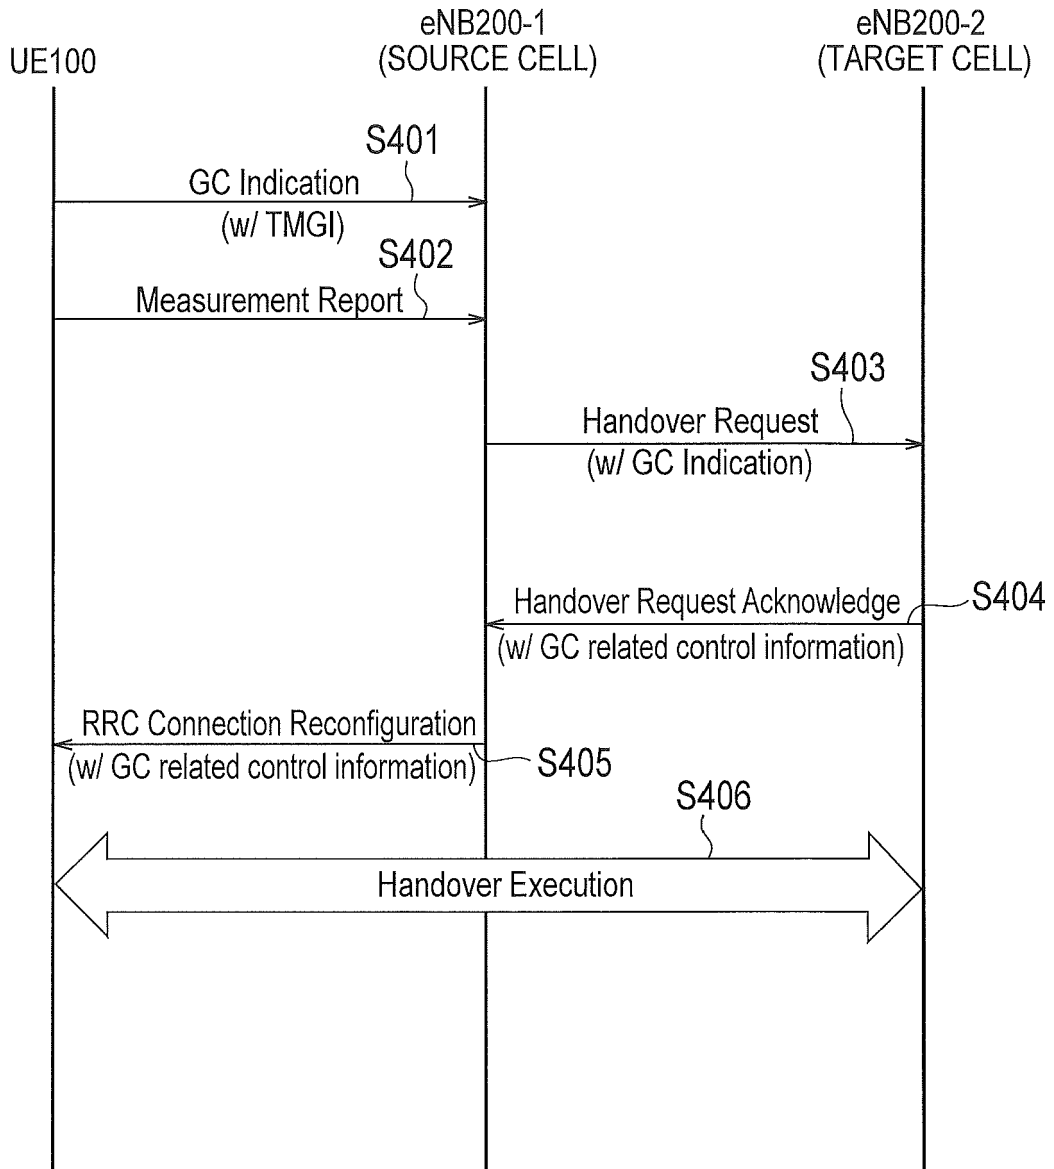 UE100
eNB200-1
(SOURCE CELL)
eNB200-2
(TARGET CELL)
S401
GC Indication
(w/ TMGI)
S402
Measurement Report
S403
Handover Request
(w/ GC Indication)
Handover Request Acknowledge
S404
(w/ GC related control information)
RRC Connection Reconfiguration
(w/ GC related control information)
S405
S406
Handover Execution